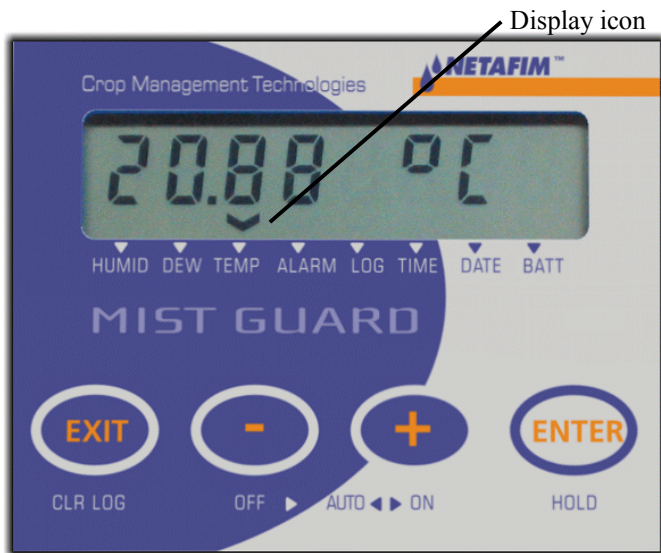 Display icon
NETAFIM™
Crop Management Technologies
20.88 °C
HUMID DEW TEMP ALARM LOG TIME DATE BATT
MIST GUARD
EXIT - + ENTER
CLR LOG OFF ▶ AUTO ◀ ▶ ON HOLD